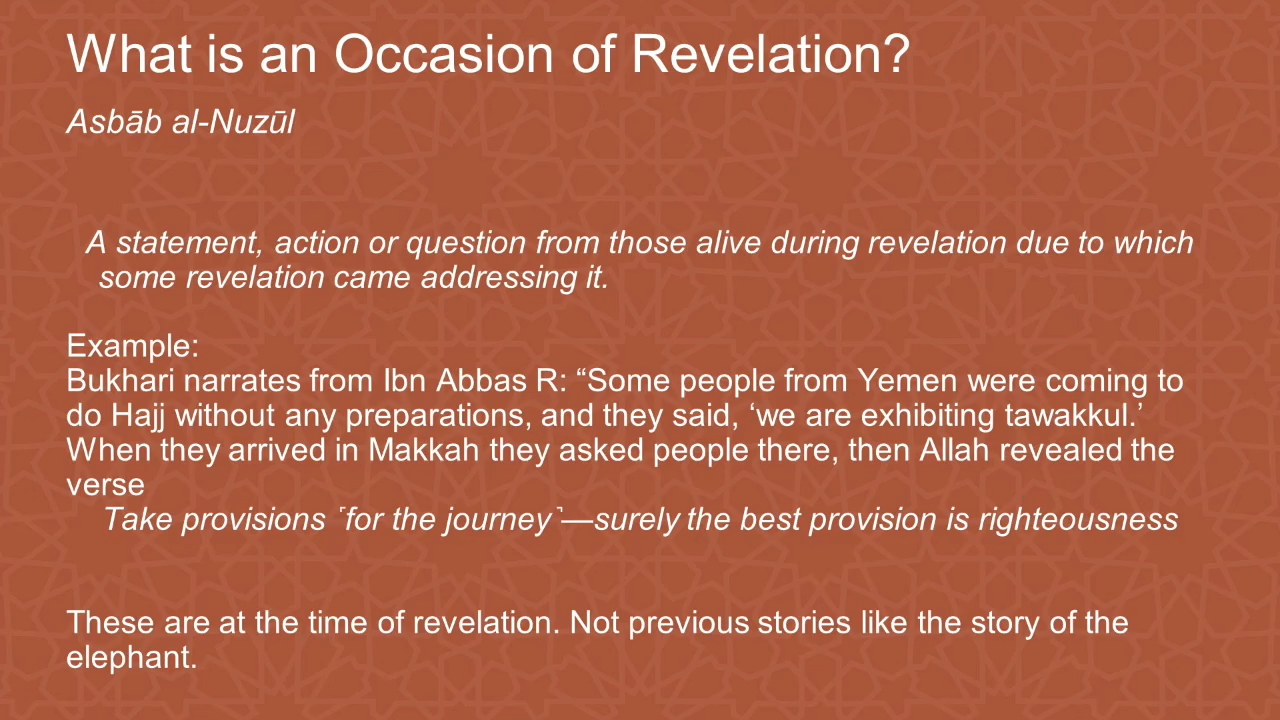 What is an Occasion of Revelation?
Asbāb al-Nuzūl
A statement, action or question from those alive during revelation due to which
some revelation came addressing it.
Example:
Bukhari narrates from Ibn Abbas R: “Some people from Yemen were coming to
do Hajj without any preparations, and they said, ‘we are exhibiting tawakkul.’
When they arrived in Makkah they asked people there, then Allah revealed the
verse
Take provisions ˹for the journey˺—surely the best provision is righteousness
These are at the time of revelation. Not previous stories like the story of the
elephant.